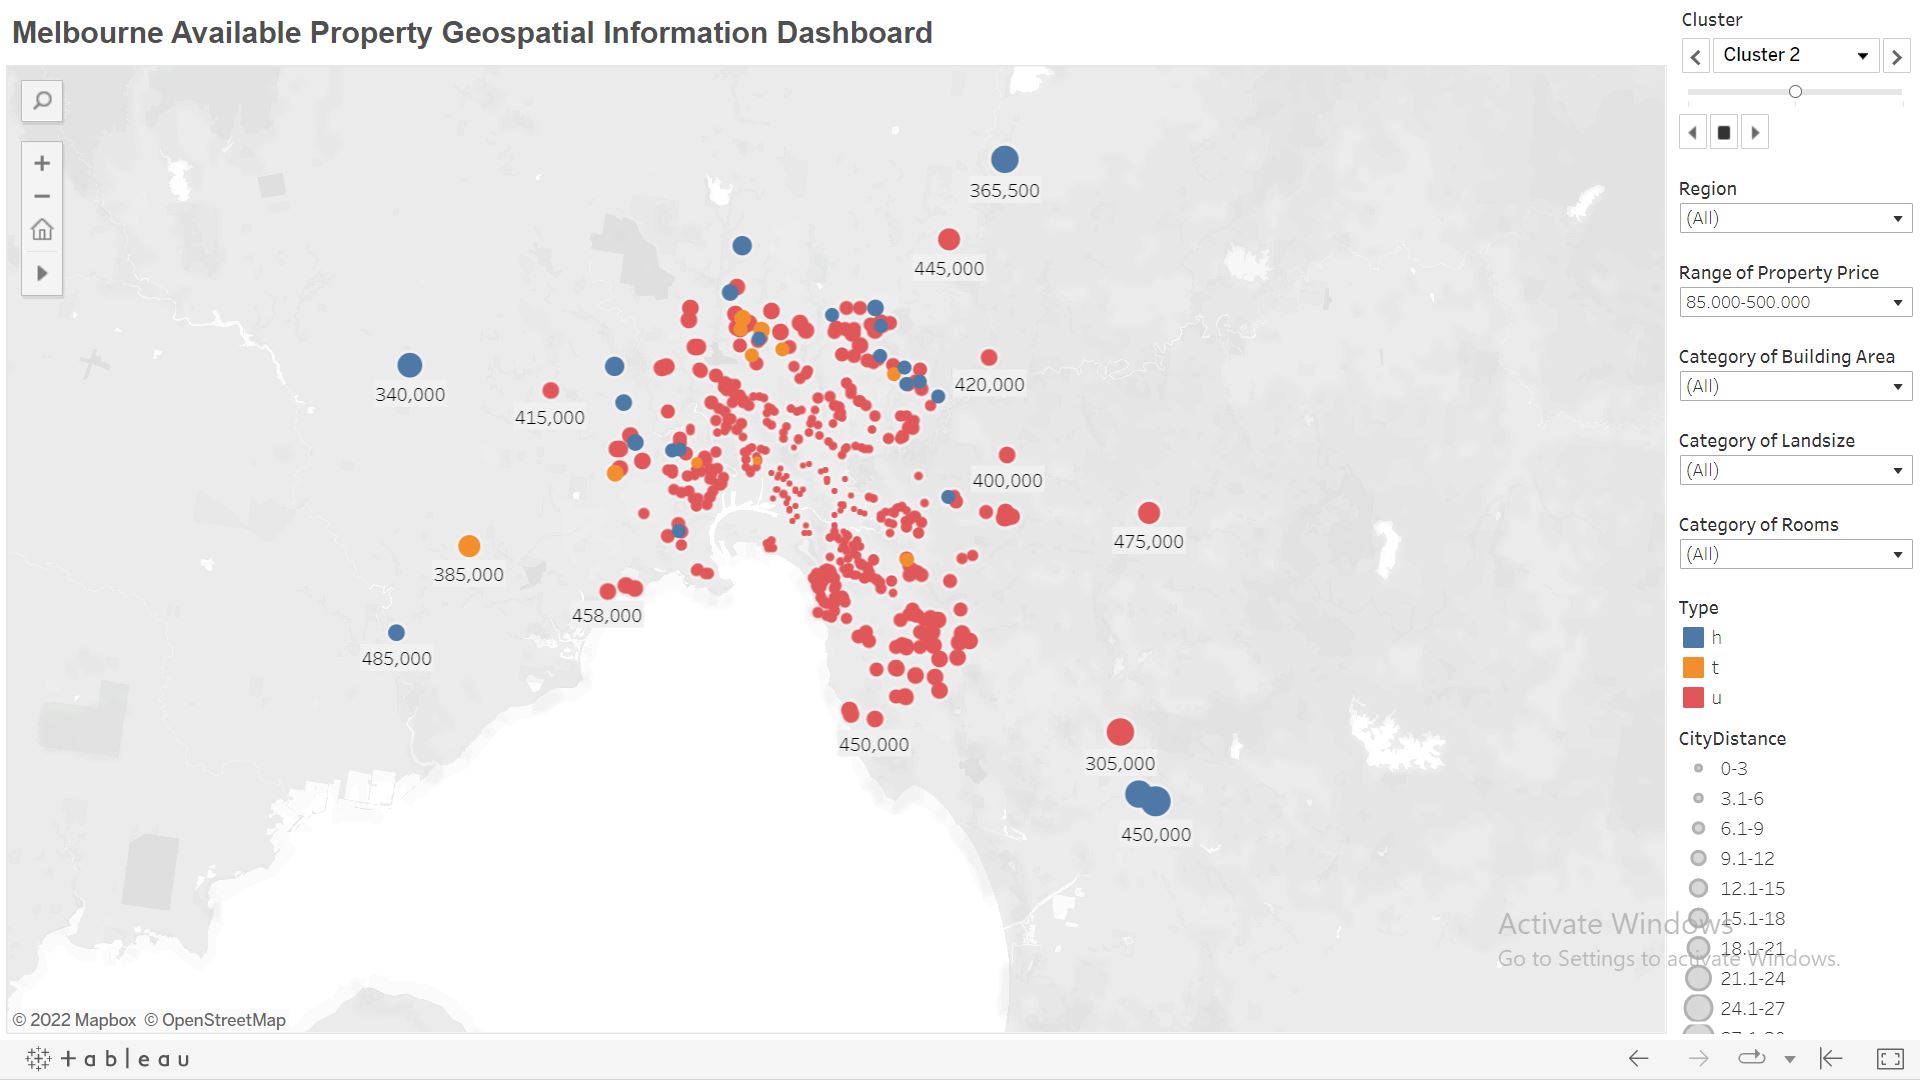 Melbourne Available Property Geospatial Information Dashboard
Cluster
Cluster 2
Region
(All)
Range of Property Price
85.000-500.000
Category of Building Area
(All)
Category of Landsize
(All)
Category of Rooms
(All)
Type
h
t
u
CityDistance
0-3
3.1-6
6.1-9
9.1-12
12.1-15
15.1-18
18.1-21
21.1-24
24.1-27
365,500
445,000
340,000
415,000
420,000
400,000
475,000
385,000
458,000
485,000
450,000
305,000
450,000
Activate Windows
Go to Settings to activate Windows.
© 2022 Mapbox © OpenStreetMap
+ableau